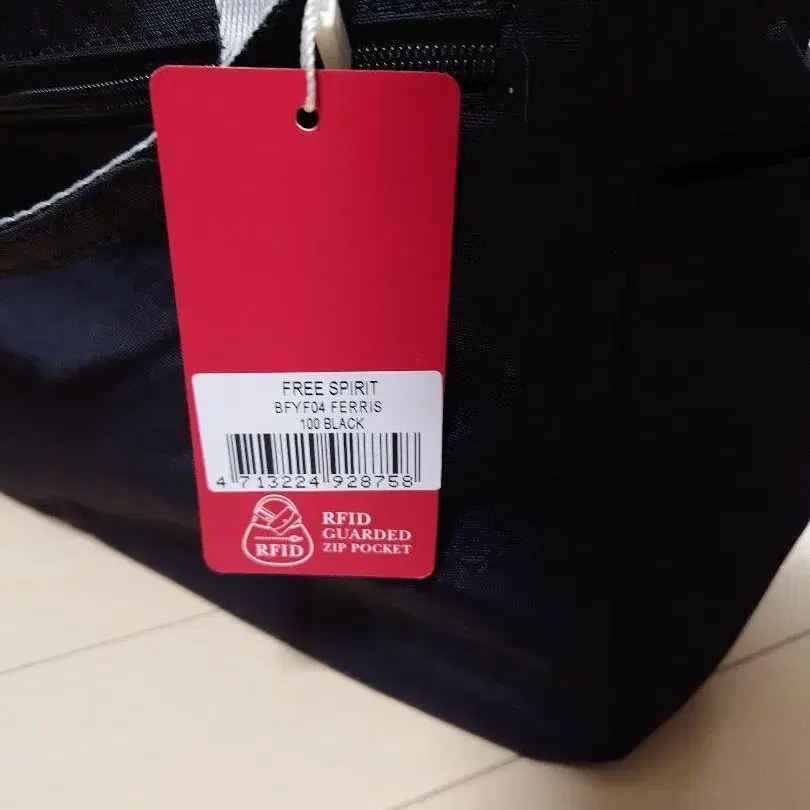 FREE SPIRIT
BFYF04 FERRIS
100 BLACK
4 713224 928758
RFID
RFID
GUARDED
ZIP POCKET